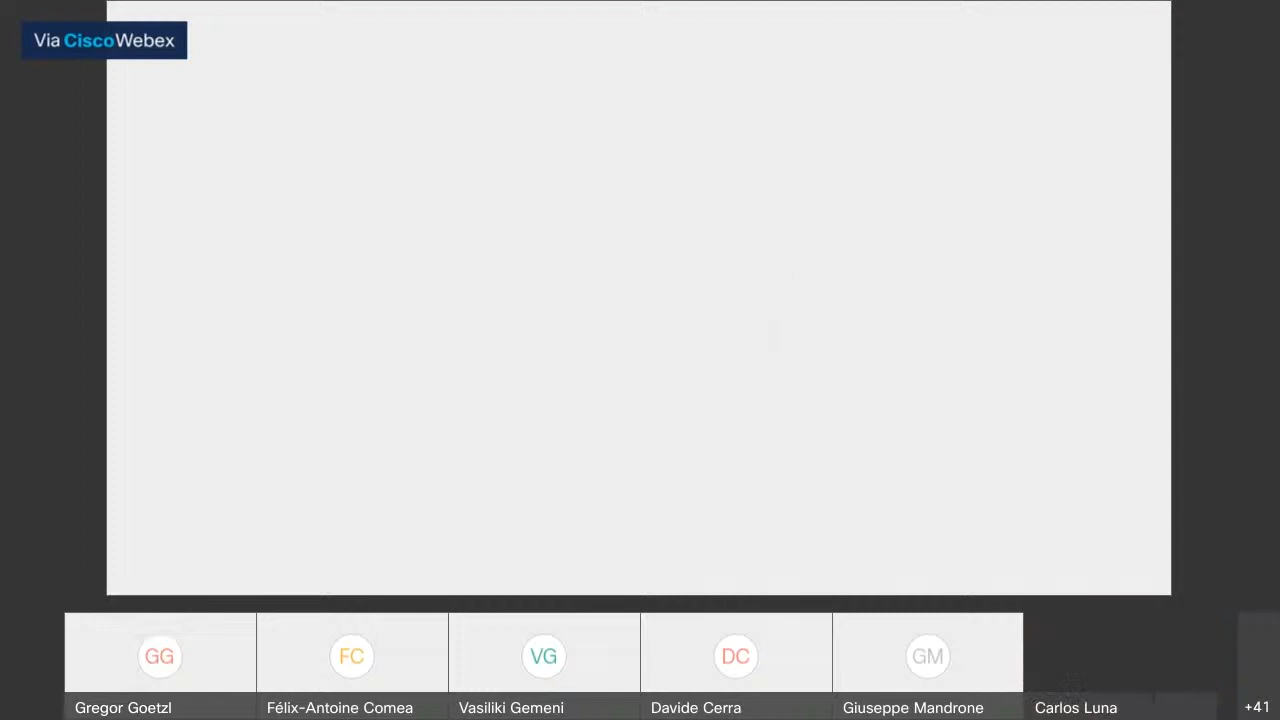 Via CiscoWebex
GG
FC
VG
DC
GM
Gregor Goetzl
Félix-Antoine Comea
Vasiliki Gemeni
Davide Cerra
Giuseppe Mandrone
Carlos Luna
+41